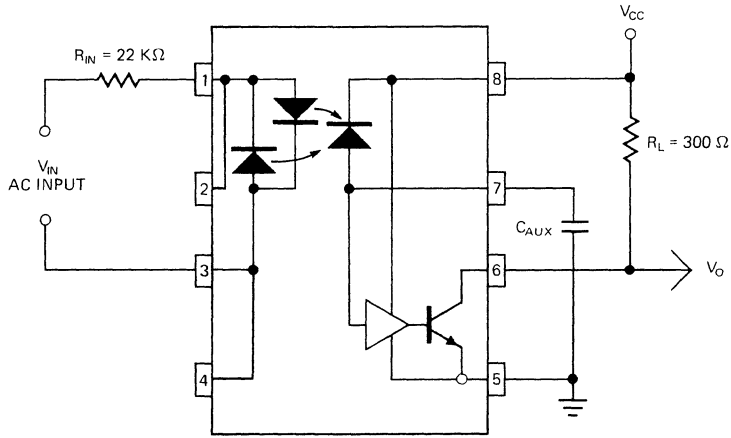 V_CC
R_IN = 22 KΩ
1
8
R_L = 300 Ω
V_IN
AC INPUT
2
7
C_AUX
3
6
V_O
4
5